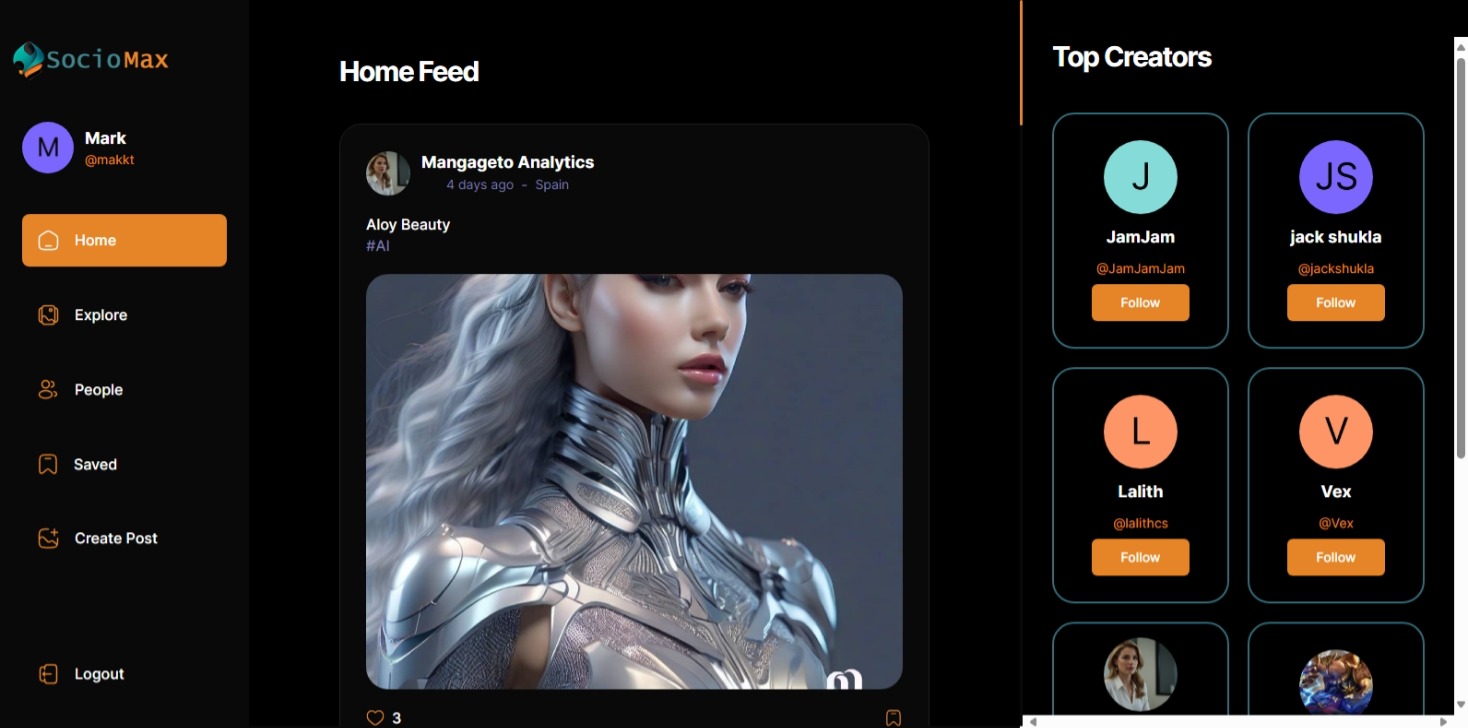 SocioMax
M
Mark
@makkt
Home
Explore
People
Saved
Create Post
Logout
Home Feed
Mangageto Analytics
4 days ago - Spain
Aloy Beauty
#AI
3
Top Creators
J
JamJam
@JamJamJam
Follow
JS
jack shukla
@jackshukla
Follow
L
Lalith
@lalithcs
Follow
V
Vex
@Vex
Follow